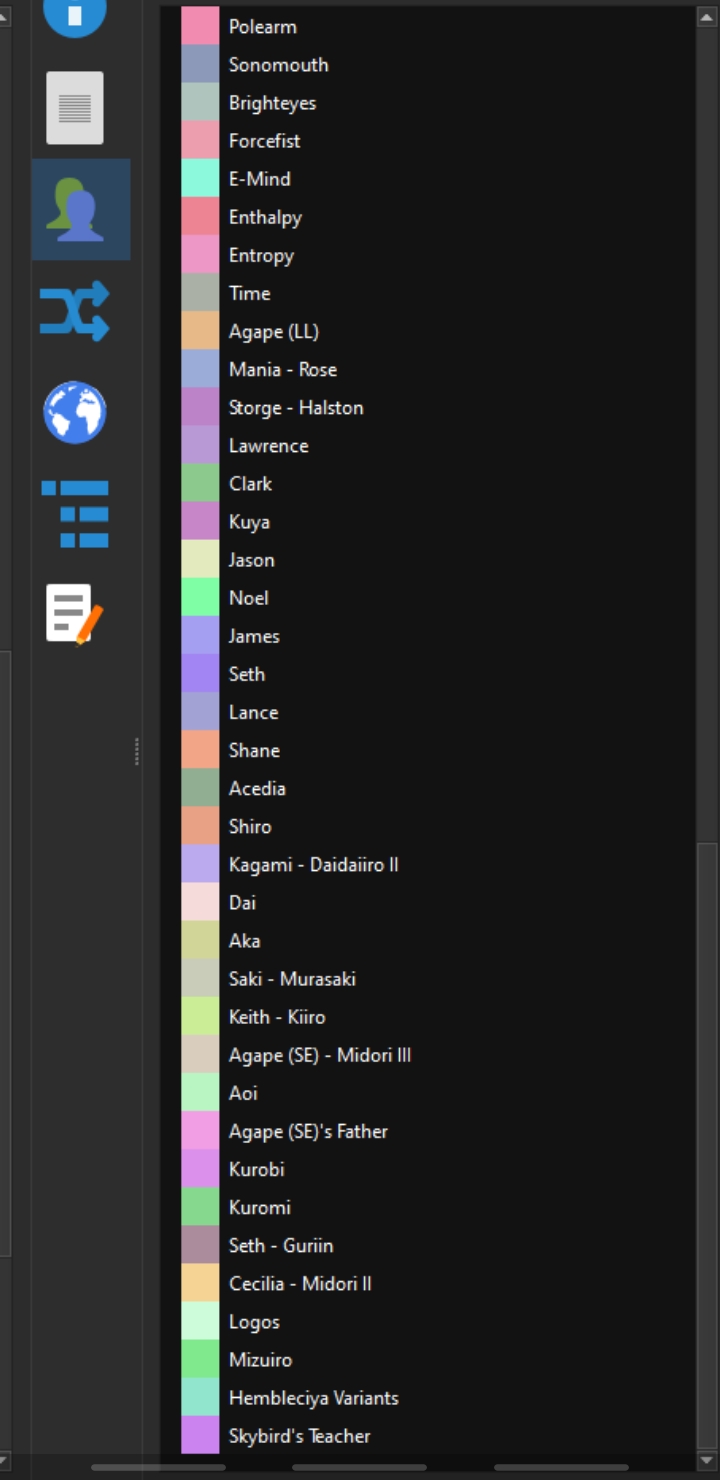 Polearm
Sonomouth
Brighteyes
Forcefist
E-Mind
Enthalpy
Entropy
Time
Agape (LL)
Mania - Rose
Storge - Halston
Lawrence
Clark
Kuya
Jason
Noel
James
Seth
Lance
Shane
Acedia
Shiro
Kagami - Daidaiiro II
Dai
Aka
Saki - Murasaki
Keith - Kiiro
Agape (SE) - Midori III
Aoi
Agape (SE)'s Father
Kurobi
Kuromi
Seth - Guriin
Cecilia - Midori II
Logos
Mizuiro
Hembleciya Variants
Skybird's Teacher